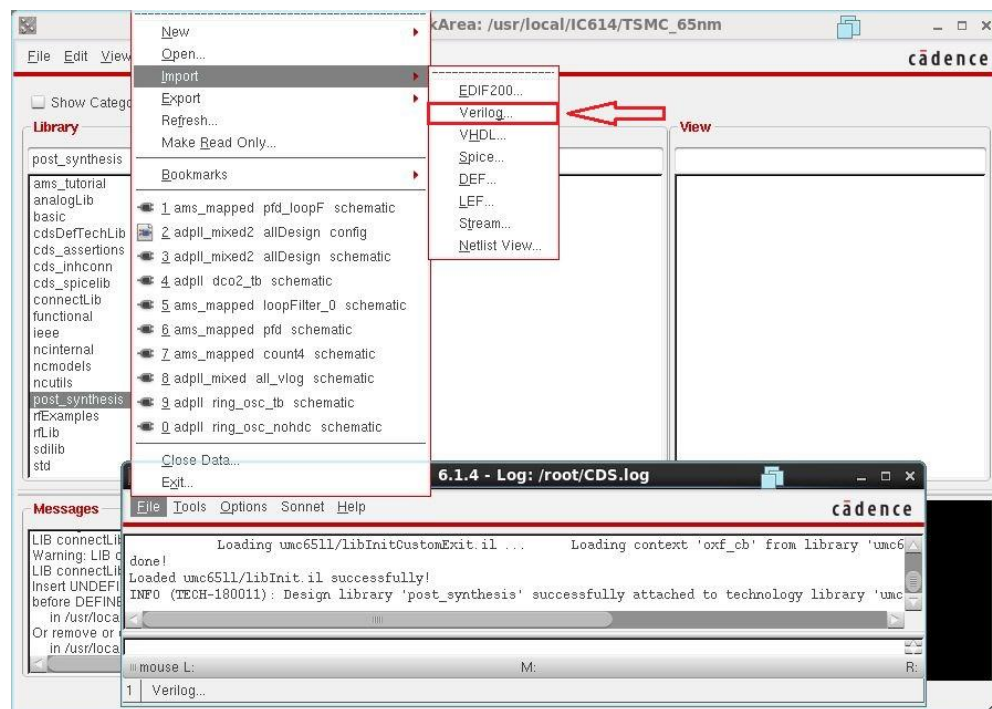 kArea: /usr/local/IC614/TSMC_65nm
File Edit View
cādence
Show Catego
Library
View
post_synthesis
ams_tutorial
analogLib
basic
cdsDefTechLib
cds_assertions
cds_inhconn
cds_spicelib
connectLib
functional
ieee
ncinternal
ncmodels
ncutils
post_synthesis
rfExamples
rfLib
sdilib
std
New
Open...
Import
Export
Refresh...
Make Read Only...
Bookmarks
1 ams_mapped pfd_loopF schematic
2 adpll_mixed2 allDesign config
3 adpll_mixed2 allDesign schematic
4 adpll dco2_tb schematic
5 ams_mapped loopFilter_0 schematic
6 ams_mapped pfd schematic
7 ams_mapped count4 schematic
8 adpll_mixed all_vlog schematic
9 adpll ring_osc_tb schematic
0 adpll ring_osc_nohdc schematic
Close Data...
Exit...
EDIF200...
Verilog...
VHDL...
Spice...
DEF...
LEF...
Stream...
Netlist View...
Messages
LIB connectLib
Warning: LIB c
LIB connectLib
Insert UNDEFI
before DEFINE
in /usr/loca
Or remove or
in /usr/loca
6.1.4 - Log: /root/CDS.log
File Tools Options Sonnet Help
cādence
Loading umc65ll/libInitCustomExit.il ... Loading context 'oxf_cb' from library 'umc6
done!
Loaded umc65ll/libInit.il successfully!
INFO (TECH-180011): Design library 'post_synthesis' successfully attached to technology library 'umc
mouse L: M: R:
1 Verilog...